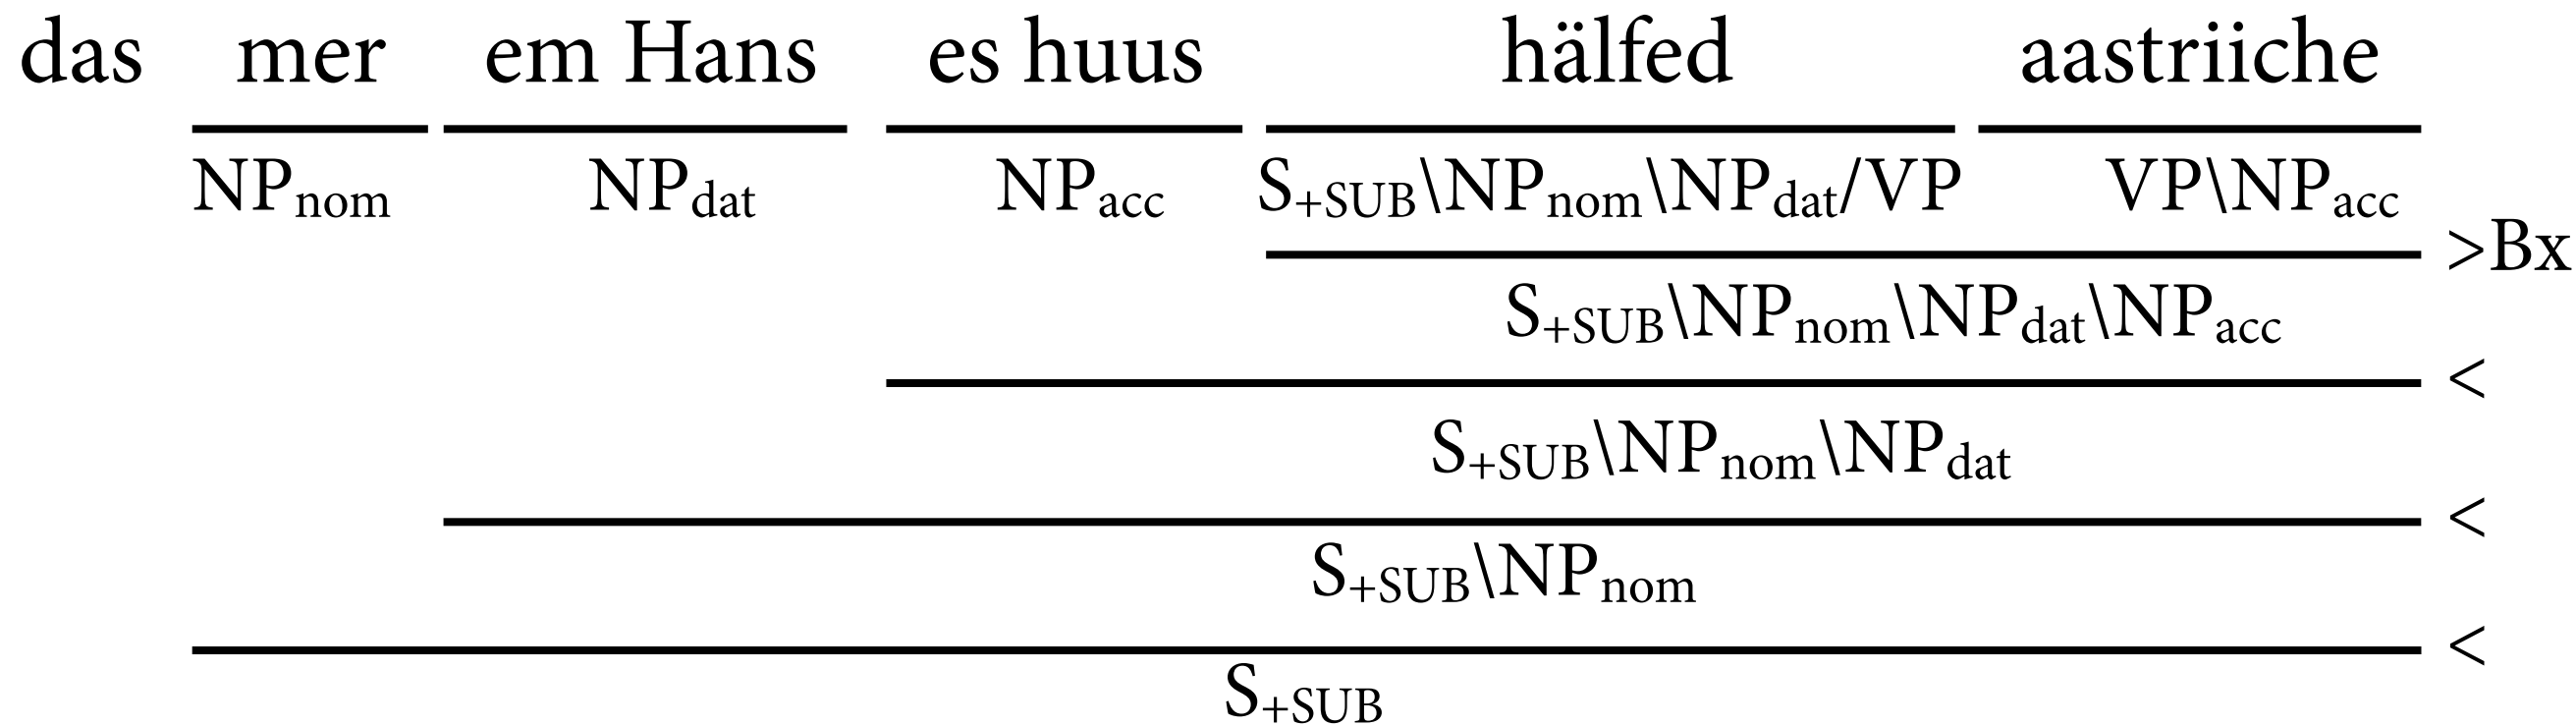 das mer em Hans es huus hälfed aastriiche
NPnom NPdat NPacc S+SUB\NPnom\NPdat/VP VP\NPacc
>Bx
S+SUB\NPnom\NPdat\NPacc
<
S+SUB\NPnom\NPdat
<
S+SUB\NPnom
<
S+SUB